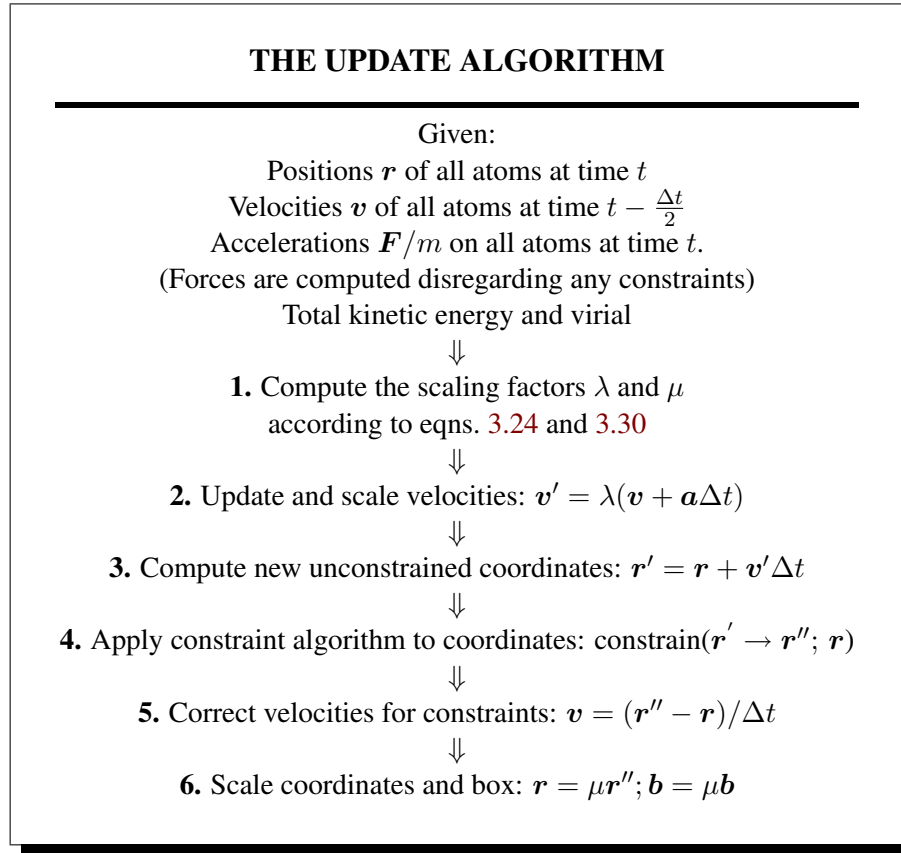 THE UPDATE ALGORITHM
Given:
Positions r of all atoms at time t
Velocities v of all atoms at time t − Δt/2
Accelerations F/m on all atoms at time t.
(Forces are computed disregarding any constraints)
Total kinetic energy and virial
⇓
1. Compute the scaling factors λ and μ
according to eqns. 3.24 and 3.30
⇓
2. Update and scale velocities: v′ = λ(v + aΔt)
⇓
3. Compute new unconstrained coordinates: r′ = r + v′Δt
⇓
4. Apply constraint algorithm to coordinates: constrain(r′ → r″; r)
⇓
5. Correct velocities for constraints: v = (r″ − r)/Δt
⇓
6. Scale coordinates and box: r = μr″; b = μb